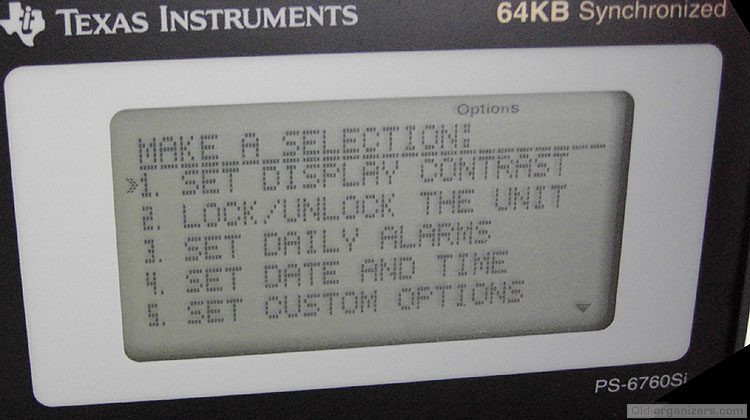 TEXAS INSTRUMENTS
64KB Synchronized
Options
MAKE A SELECTION:
1. SET DISPLAY CONTRAST
2. LOCK/UNLOCK THE UNIT
3. SET DAILY ALARMS
4. SET DATE AND TIME
5. SET CUSTOM OPTIONS
PS-6760Si
Old-organizers.com